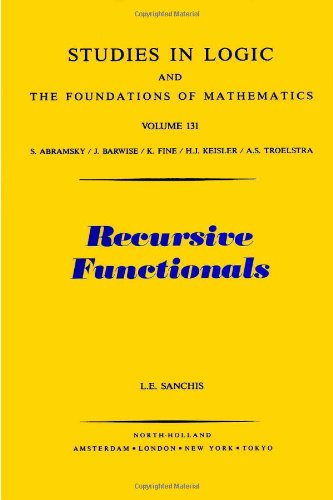 STUDIES IN LOGIC
AND
THE FOUNDATIONS OF MATHEMATICS
VOLUME 131
S. ABRAMSKY / J. BARWISE / K. FINE / H.J. KEISLER / A.S. TROELSTRA
Recursive
Functionals
L.E. SANCHIS
NORTH-HOLLAND
AMSTERDAM • LONDON • NEW YORK • TOKYO